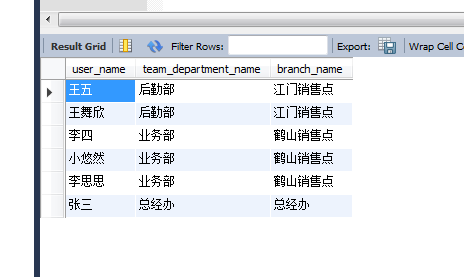 Result Grid Filter Rows: Export: Wrap Cell Co
user_name team_department_name branch_name
王五 后勤部 江门销售点
王舞欣 后勤部 江门销售点
李四 业务部 鹤山销售点
小悠然 业务部 鹤山销售点
李思思 业务部 鹤山销售点
张三 总经办 总经办